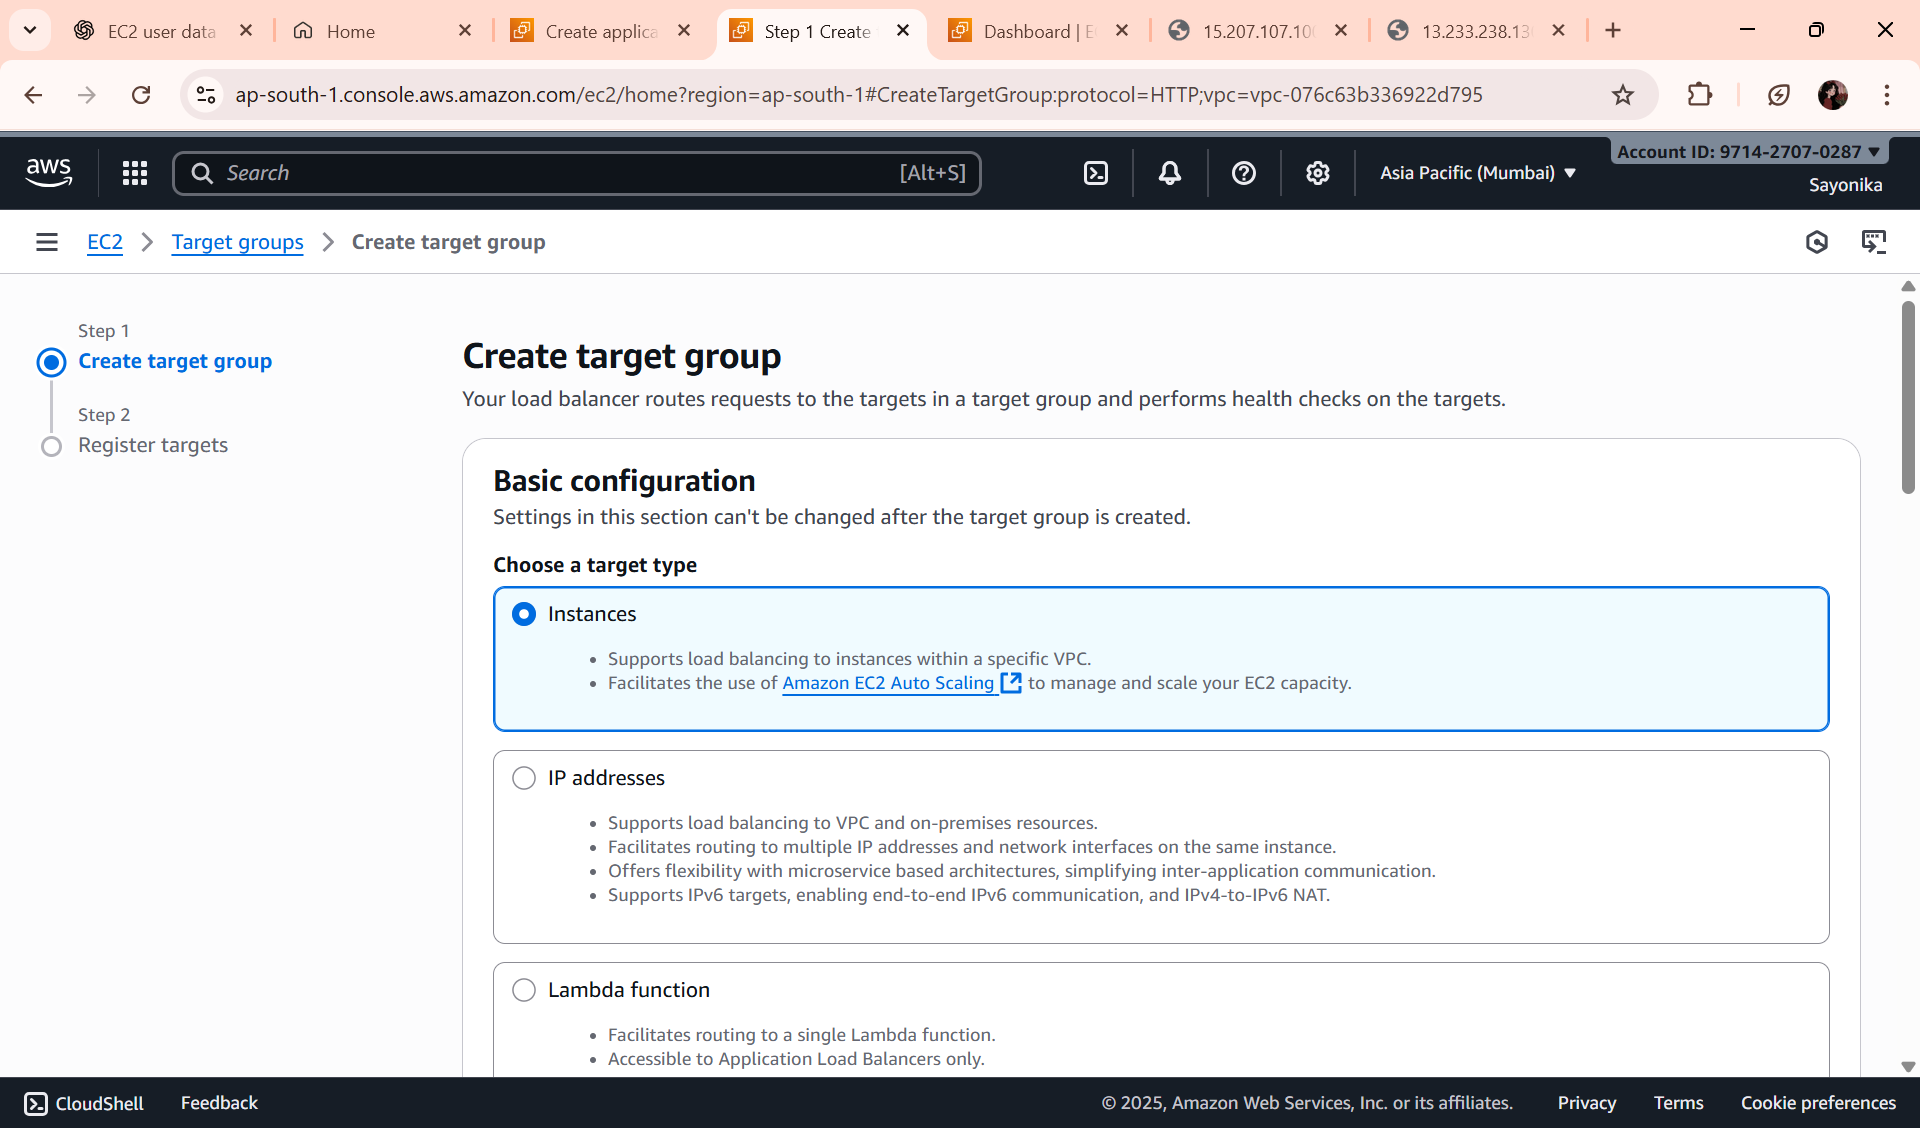 EC2 user data
Home
Create applica
Step 1 Create
Dashboard | E
15.207.107.10
13.233.238.13
ap-south-1.console.aws.amazon.com/ec2/home?region=ap-south-1#CreateTargetGroup:protocol=HTTP;vpc=vpc-076c63b336922d795
aws
Search
[Alt+S]
Asia Pacific (Mumbai)
Account ID: 9714-2707-0287
Sayonika
EC2
Target groups
Create target group
Step 1
Create target group
Step 2
Register targets
Create target group
Your load balancer routes requests to the targets in a target group and performs health checks on the targets.
Basic configuration
Settings in this section can't be changed after the target group is created.
Choose a target type
Instances
• Supports load balancing to instances within a specific VPC.
• Facilitates the use of Amazon EC2 Auto Scaling to manage and scale your EC2 capacity.
IP addresses
• Supports load balancing to VPC and on-premises resources.
• Facilitates routing to multiple IP addresses and network interfaces on the same instance.
• Offers flexibility with microservice based architectures, simplifying inter-application communication.
• Supports IPv6 targets, enabling end-to-end IPv6 communication, and IPv4-to-IPv6 NAT.
Lambda function
• Facilitates routing to a single Lambda function.
• Accessible to Application Load Balancers only.
CloudShell
Feedback
© 2025, Amazon Web Services, Inc. or its affiliates.
Privacy
Terms
Cookie preferences